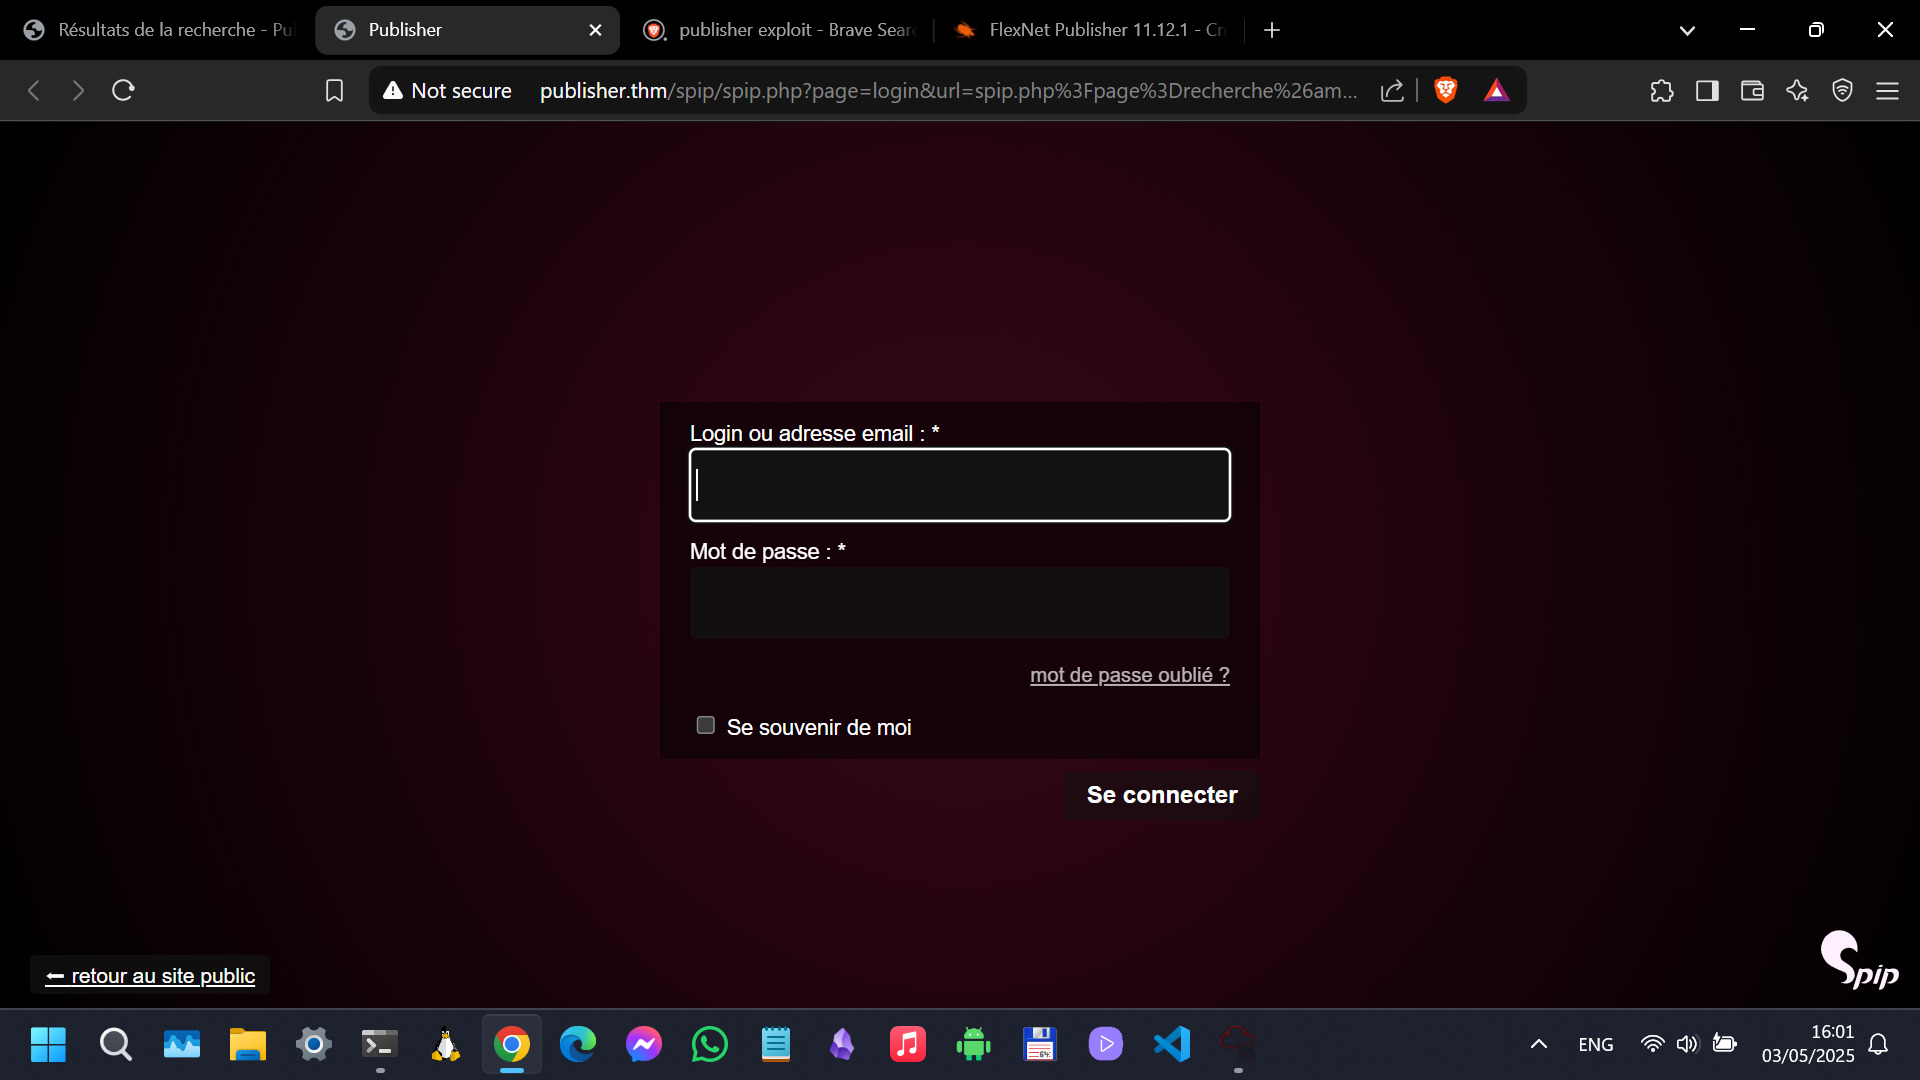 Résultats de la recherche - Pu
Publisher
publisher exploit - Brave Sear
FlexNet Publisher 11.12.1 - Cr
Not secure
publisher.thm/spip/spip.php?page=login&url=spip.php%3Fpage%3Drecherche%26am...
Login ou adresse email : *
Mot de passe : *
mot de passe oublié ?
Se souvenir de moi
Se connecter
retour au site public
Spip
64
ENG
16:01
03/05/2025